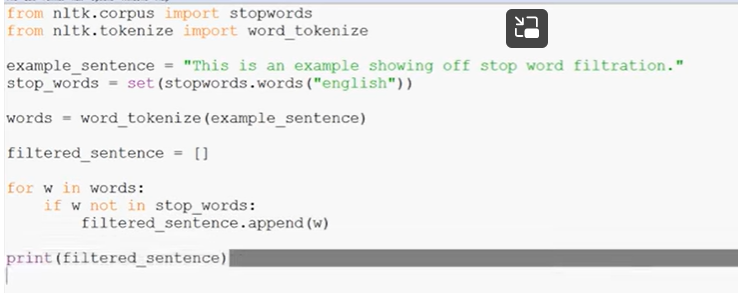 from nltk.corpus import stopwords
from nltk.tokenize import word_tokenize
example_sentence = "This is an example showing off stop word filtration."
stop_words = set(stopwords.words("english"))
words = word_tokenize(example_sentence)
filtered_sentence = []
for w in words:
    if w not in stop_words:
        filtered_sentence.append(w)
print(filtered_sentence)